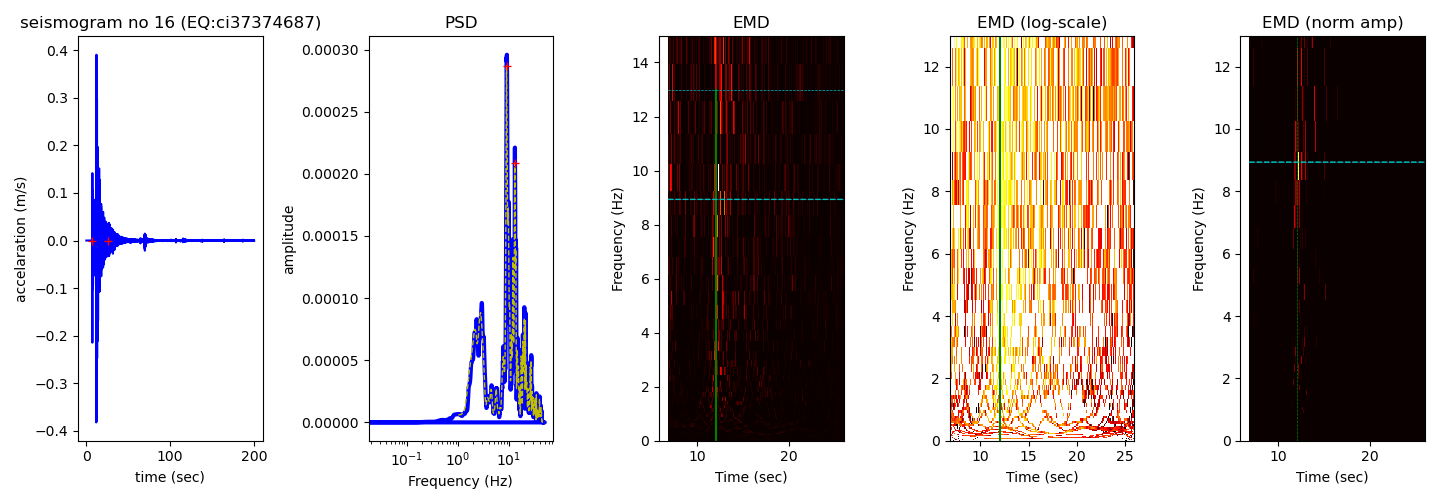 seismogram no 16 (EQ:ci37374687)
accelaration (m/s)
0.4
0.3
0.2
0.1
0.0
−0.1
−0.2
−0.3
−0.4
0 100 200
time (sec)
PSD
amplitude
0.00030
0.00025
0.00020
0.00015
0.00010
0.00005
0.00000
10⁻¹ 10⁰ 10¹
Frequency (Hz)
EMD
Frequency (Hz)
14
12
10
8
6
4
2
0
10 20
Time (sec)
EMD (log-scale)
Frequency (Hz)
12
10
8
6
4
2
0
10 15 20 25
Time (sec)
EMD (norm amp)
Frequency (Hz)
12
10
8
6
4
2
0
10 20
Time (sec)